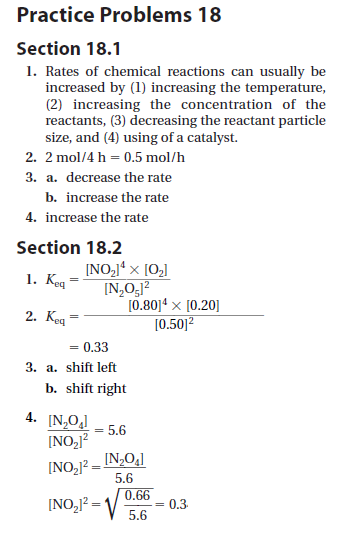 Practice Problems 18
Section 18.1
1. Rates of chemical reactions can usually be
increased by (1) increasing the temperature,
(2) increasing the concentration of the
reactants, (3) decreasing the reactant particle
size, and (4) using of a catalyst.
2. 2 mol/4 h = 0.5 mol/h
3. a. decrease the rate
b. increase the rate
4. increase the rate
Section 18.2
1. Keq = [NO₂]⁴ × [O₂] / [N₂O₅]²
2. Keq = [0.80]⁴ × [0.20] / [0.50]²
= 0.33
3. a. shift left
b. shift right
4. [N₂O₄] / [NO₂]² = 5.6
[NO₂]² = [N₂O₄] / 5.6
[NO₂]² = √(0.66 / 5.6) = 0.3